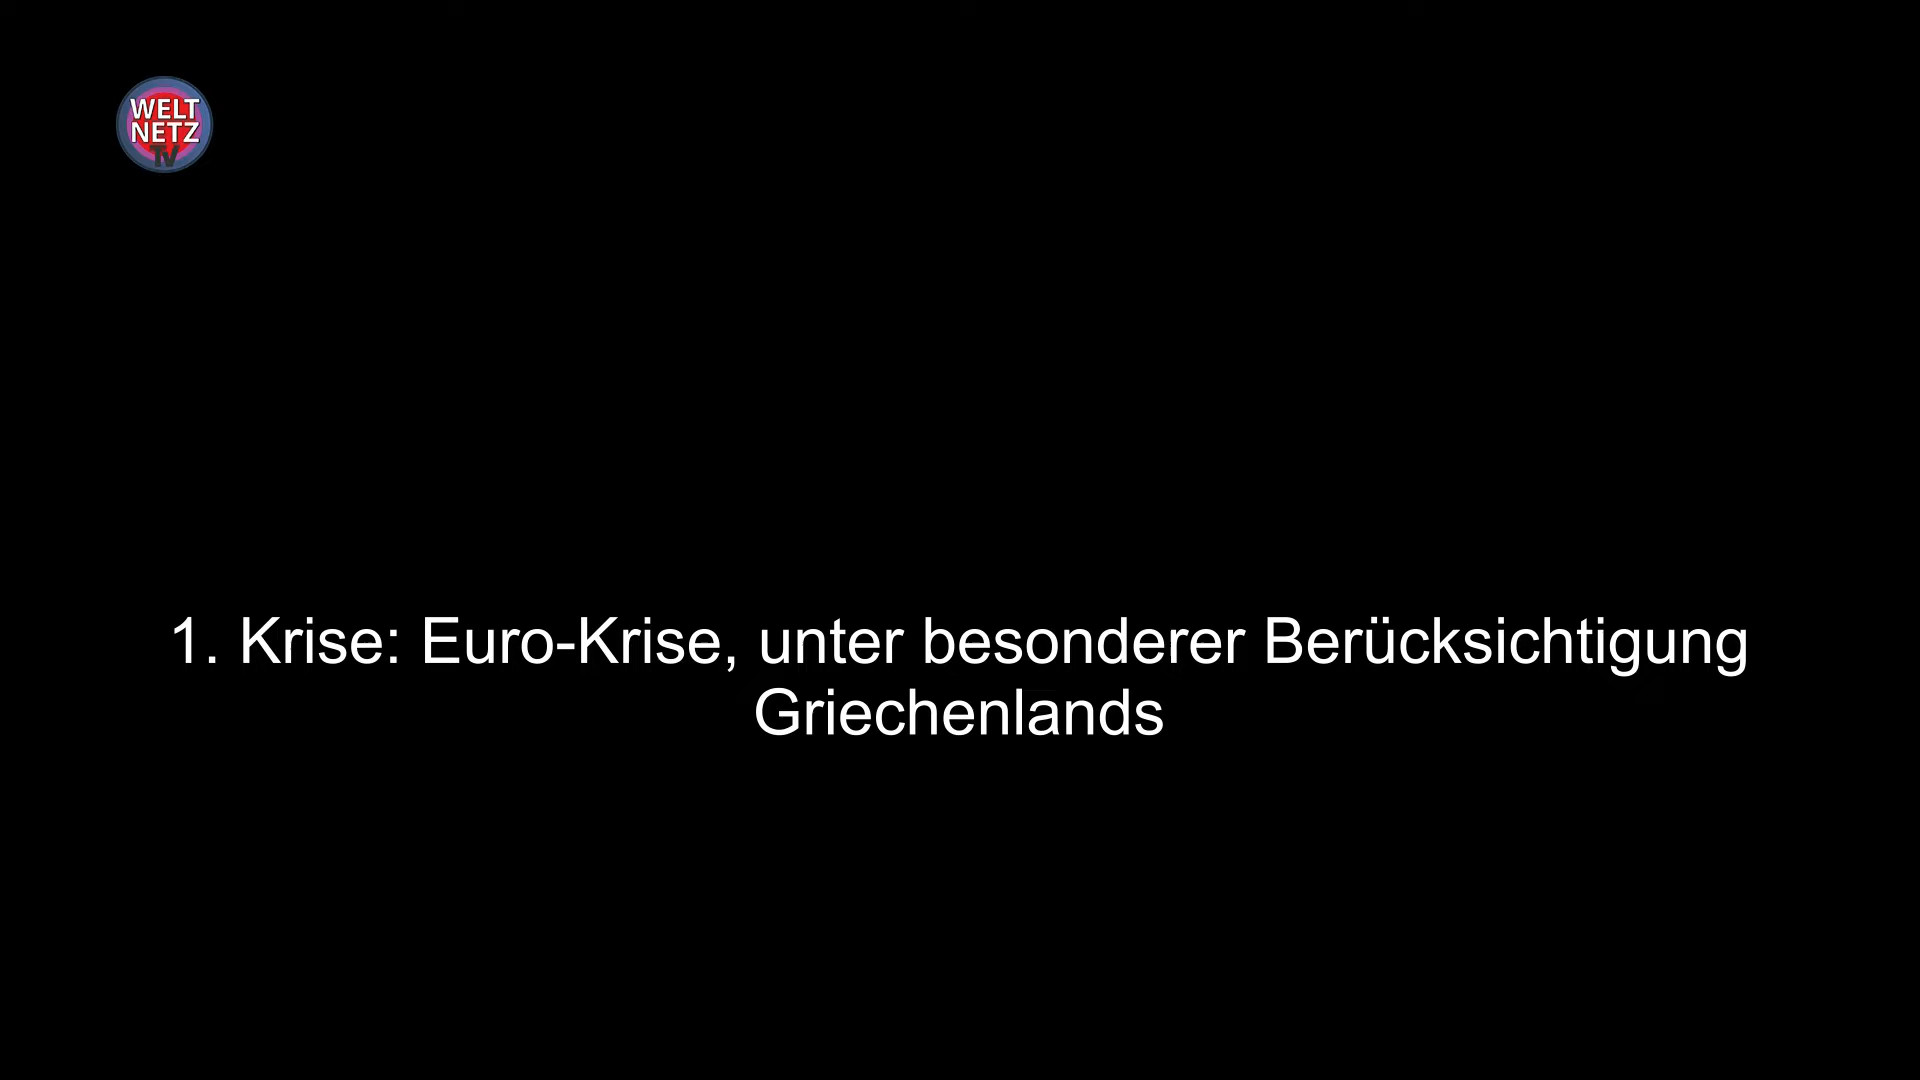 WELT
NETZ
TV
1. Krise: Euro-Krise, unter besonderer Berücksichtigung
Griechenlands